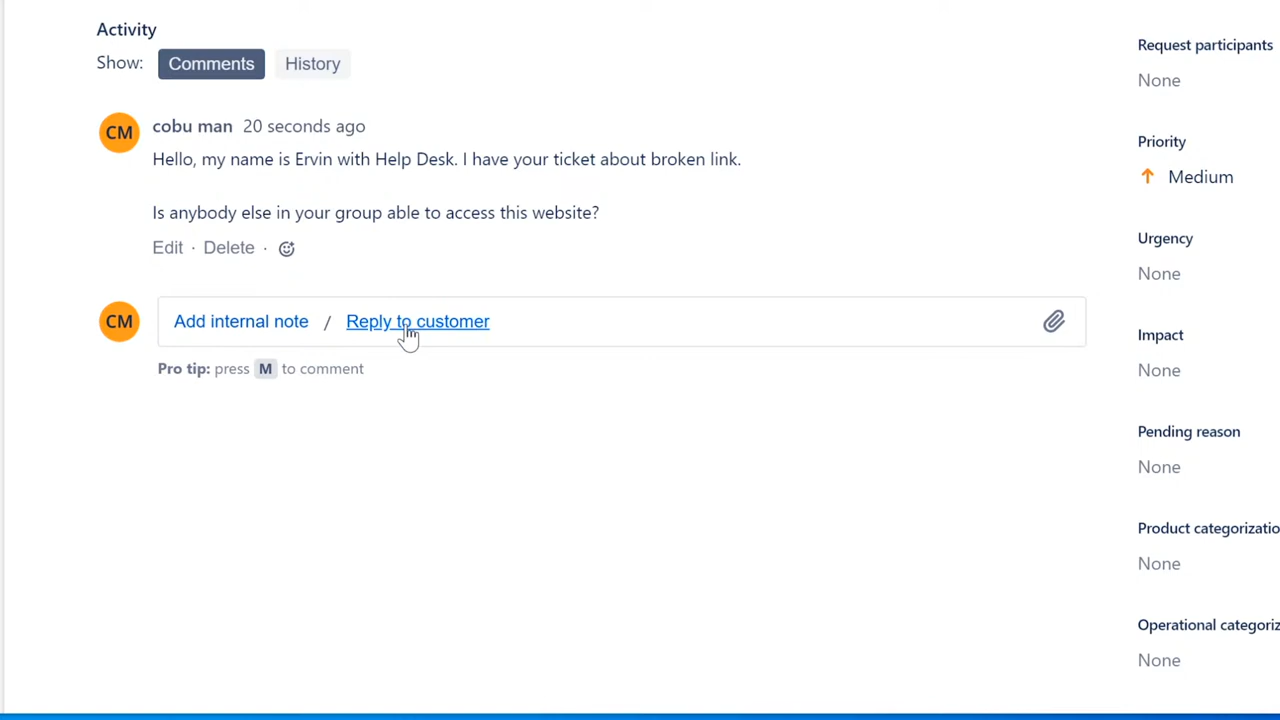 Activity
Show: Comments History
CM cobu man 20 seconds ago
Hello, my name is Ervin with Help Desk. I have your ticket about broken link.
Is anybody else in your group able to access this website?
Edit · Delete ·
CM Add internal note / Reply to customer
Pro tip: press M to comment
Request participants
None
Priority
Medium
Urgency
None
Impact
None
Pending reason
None
Product categorizatio
None
Operational categoriz
None